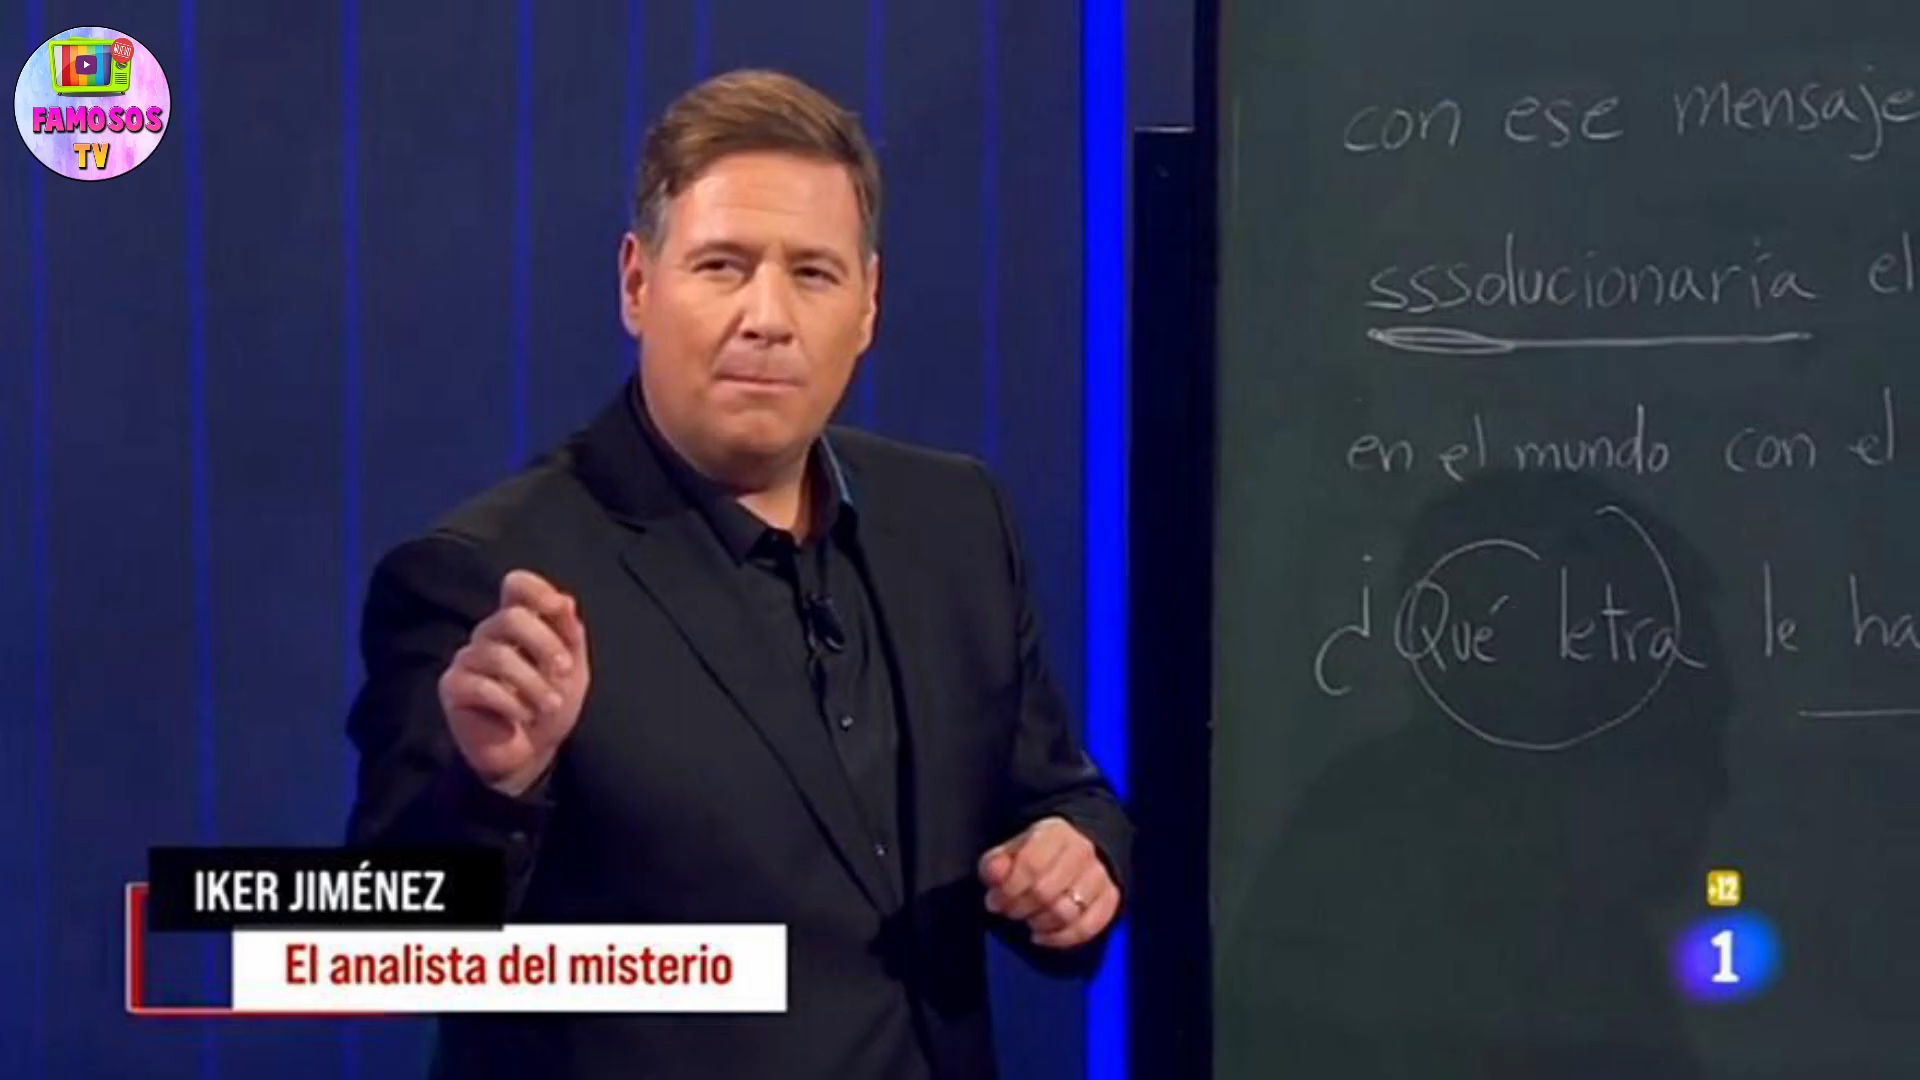 NUEVO
FAMOSOS
TV
con ese mensaje
sssolucionaría el
en el mundo con el
¿Qué letra le ha
IKER JIMÉNEZ
El analista del misterio
+12
1